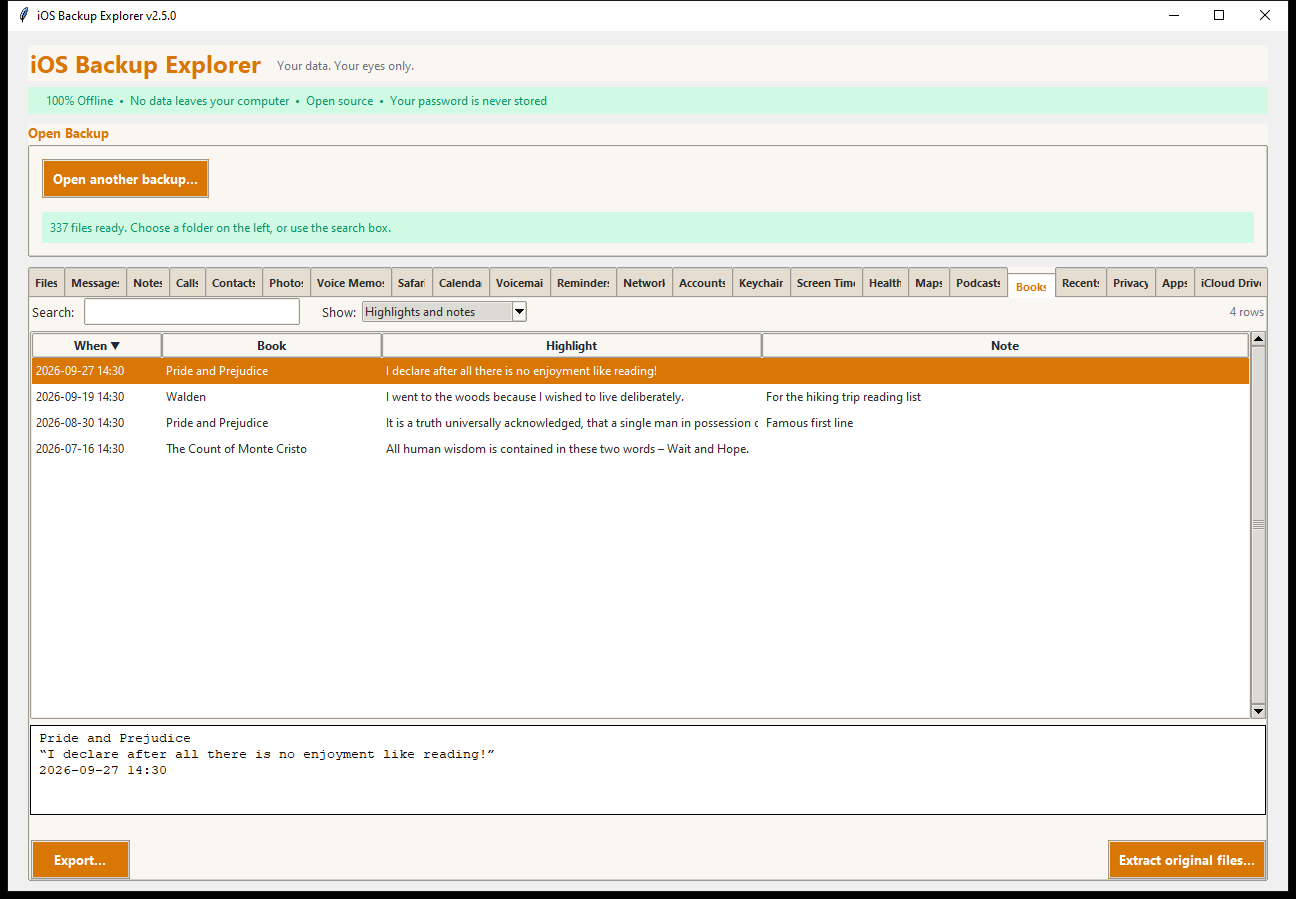 iOS Backup Explorer v2.5.0
iOS Backup Explorer Your data. Your eyes only.
100% Offline • No data leaves your computer • Open source • Your password is never stored
Open Backup
Open another backup...
337 files ready. Choose a folder on the left, or use the search box.
Files Messages Notes Calls Contacts Photos Voice Memos Safari Calenda Voicemai Reminders Network Accounts Keychain Screen Time Health Maps Podcasts Books Recents Privacy Apps iCloud Drive
Search: Show: Highlights and notes 4 rows
When ▼ Book Highlight Note
2026-09-27 14:30 Pride and Prejudice I declare after all there is no enjoyment like reading!
2026-09-19 14:30 Walden I went to the woods because I wished to live deliberately. For the hiking trip reading list
2026-08-30 14:30 Pride and Prejudice It is a truth universally acknowledged, that a single man in possession o Famous first line
2026-07-16 14:30 The Count of Monte Cristo All human wisdom is contained in these two words – Wait and Hope.
Pride and Prejudice
“I declare after all there is no enjoyment like reading!”
2026-09-27 14:30
Export... Extract original files...